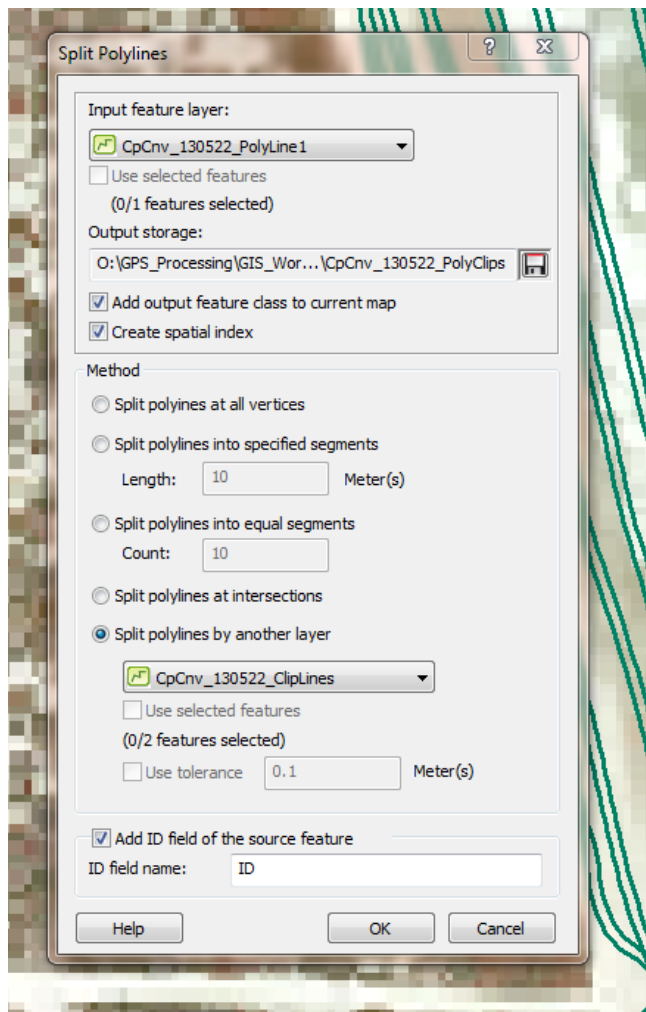 Split Polylines
?
Input feature layer:
CpCnv_130522_PolyLine1
Use selected features
(0/1 features selected)
Output storage:
O:\GPS_Processing\GIS_Wor...\CpCnv_130522_PolyClips
Add output feature class to current map
Create spatial index
Method
Split polyines at all vertices
Split polylines into specified segments
Length: 10 Meter(s)
Split polylines into equal segments
Count: 10
Split polylines at intersections
Split polylines by another layer
CpCnv_130522_ClipLines
Use selected features
(0/2 features selected)
Use tolerance 0.1 Meter(s)
Add ID field of the source feature
ID field name: ID
Help OK Cancel